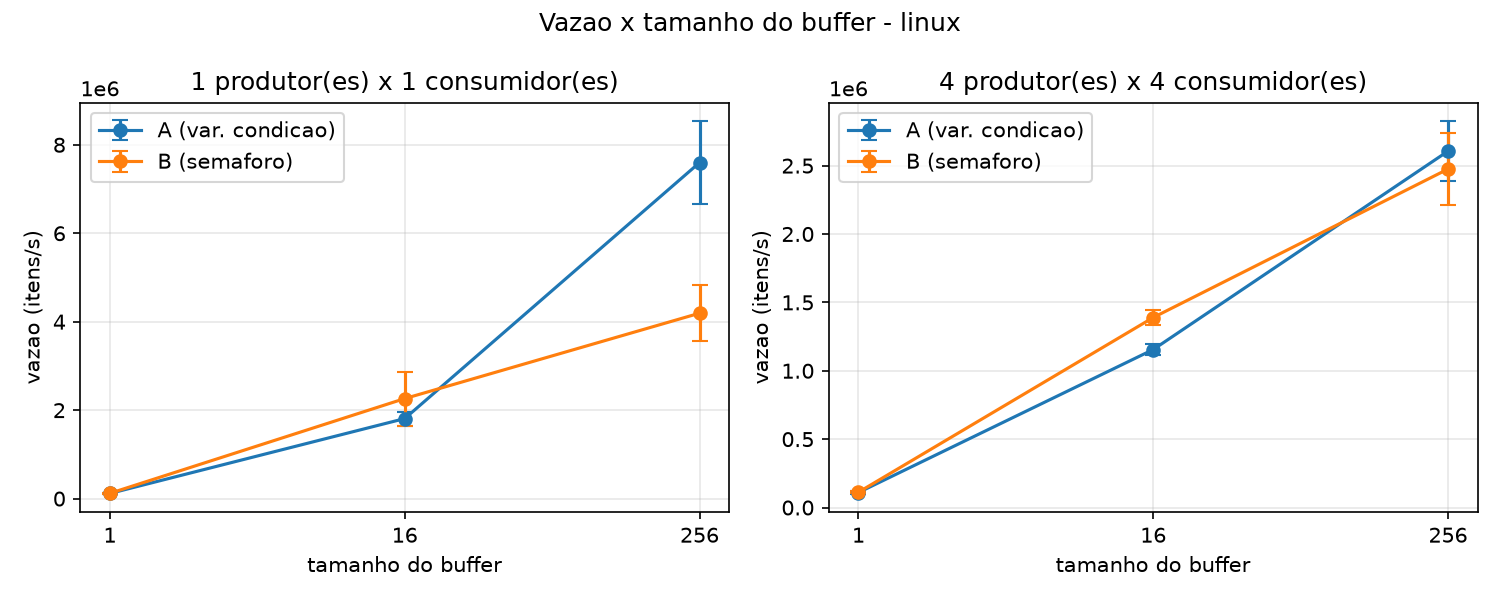 Vazao x tamanho do buffer - linux
1 produtor(es) x 1 consumidor(es)
1e6
A (var. condicao)
B (semaforo)
8
6
4
2
0
vazao (itens/s)
1 16 256
tamanho do buffer
4 produtor(es) x 4 consumidor(es)
1e6
A (var. condicao)
B (semaforo)
2.5
2.0
1.5
1.0
0.5
0.0
vazao (itens/s)
1 16 256
tamanho do buffer